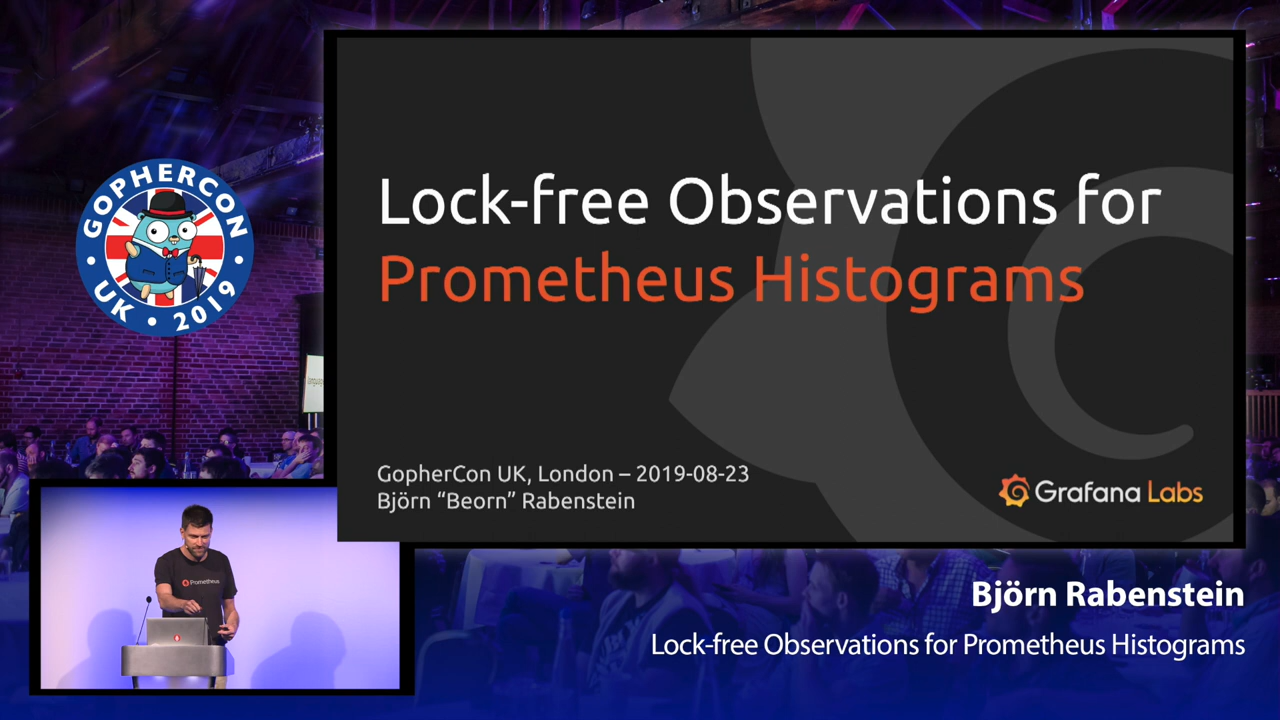 GOPHERCON
UK • 2019
Lock-free Observations for
Prometheus Histograms
GopherCon UK, London – 2019-08-23
Björn “Beorn” Rabenstein
Grafana Labs
Prometheus
Björn Rabenstein
Lock-free Observations for Prometheus Histograms